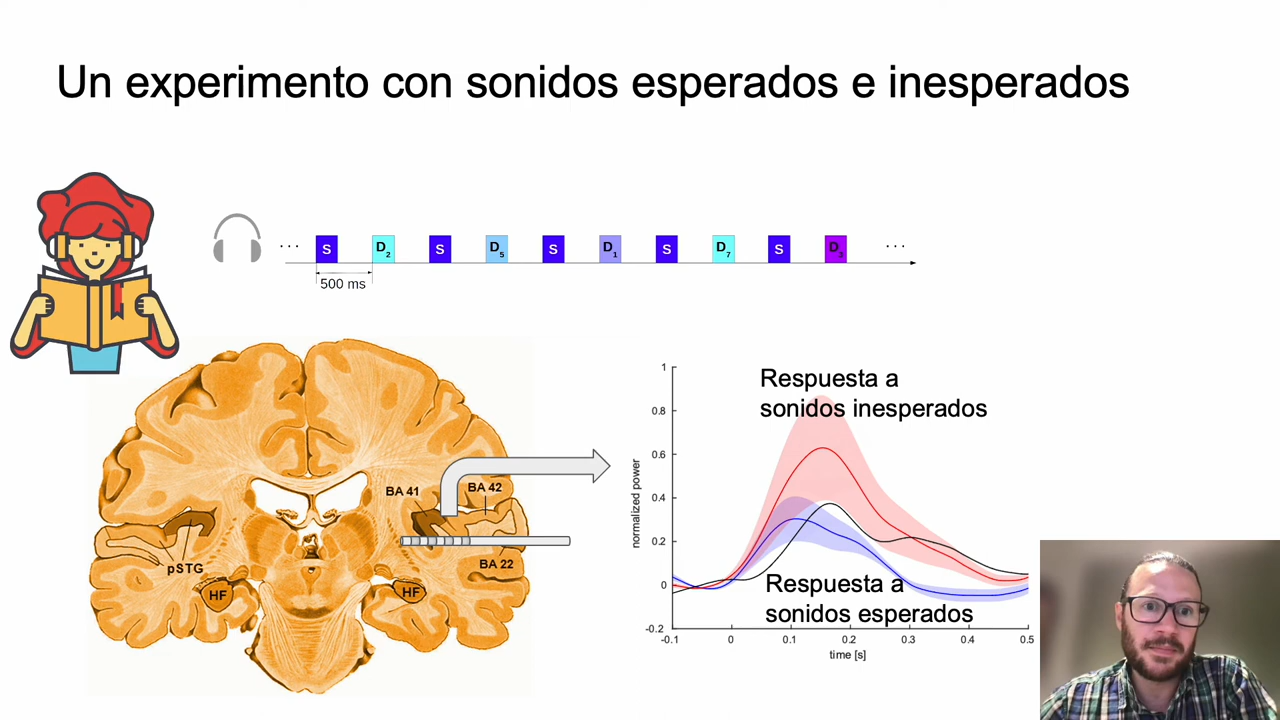 Un experimento con sonidos esperados e inesperados
... S D2 S D5 S D1 S D7 S D3 ...
500 ms
BA 41
BA 42
pSTG
BA 22
HF
HF
Respuesta a
sonidos inesperados
Respuesta a
sonidos esperados
normalized power
1
0.8
0.6
0.4
0.2
0
-0.2
-0.1 0 0.1 0.2 0.3 0.4 0.5
time [s]